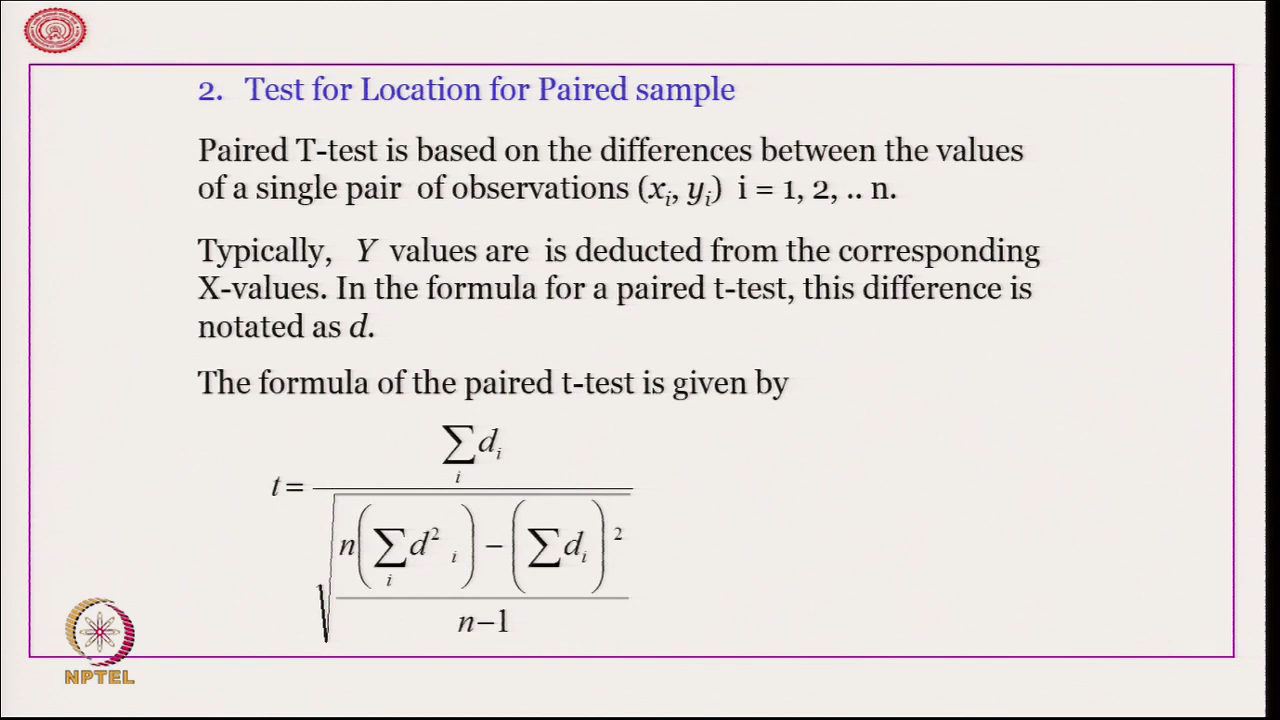 2. Test for Location for Paired sample
Paired T-test is based on the differences between the values
of a single pair of observations (xᵢ, yᵢ) i = 1, 2, .. n.
Typically, Y values are is deducted from the corresponding
X-values. In the formula for a paired t-test, this difference is
notated as d.
The formula of the paired t-test is given by
∑ dᵢ
i
t =
n(∑ d² ᵢ) − (∑ dᵢ) ²
i
√
n−1
NPTEL